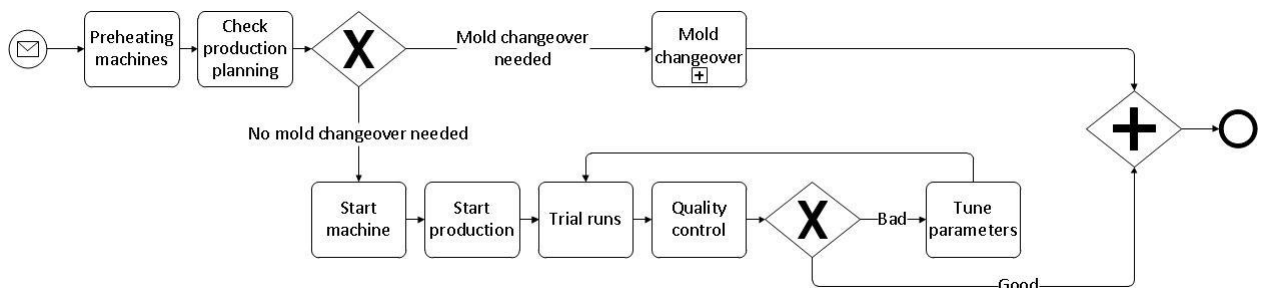 Preheating
machines
Check
production
planning
X
Mold changeover
needed
Mold
changeover
+
No mold changeover needed
Start
machine
Start
production
Trial runs
Quality
control
X
Bad
Tune
parameters
Good